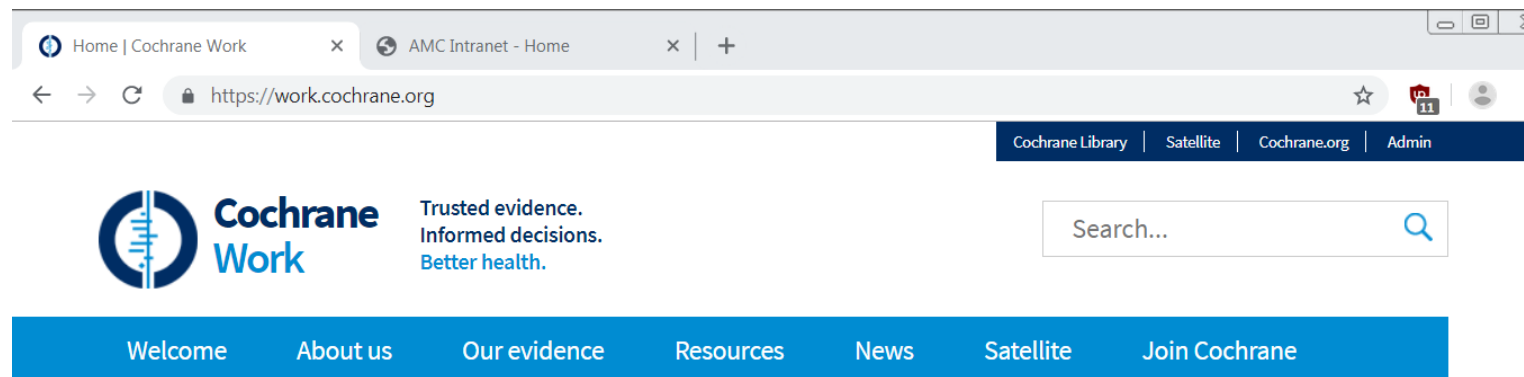 Home | Cochrane Work
AMC Intranet - Home
https://work.cochrane.org
11
Cochrane Library | Satellite | Cochrane.org | Admin
Cochrane
Work
Trusted evidence.
Informed decisions.
Better health.
Search...
Welcome About us Our evidence Resources News Satellite Join Cochrane